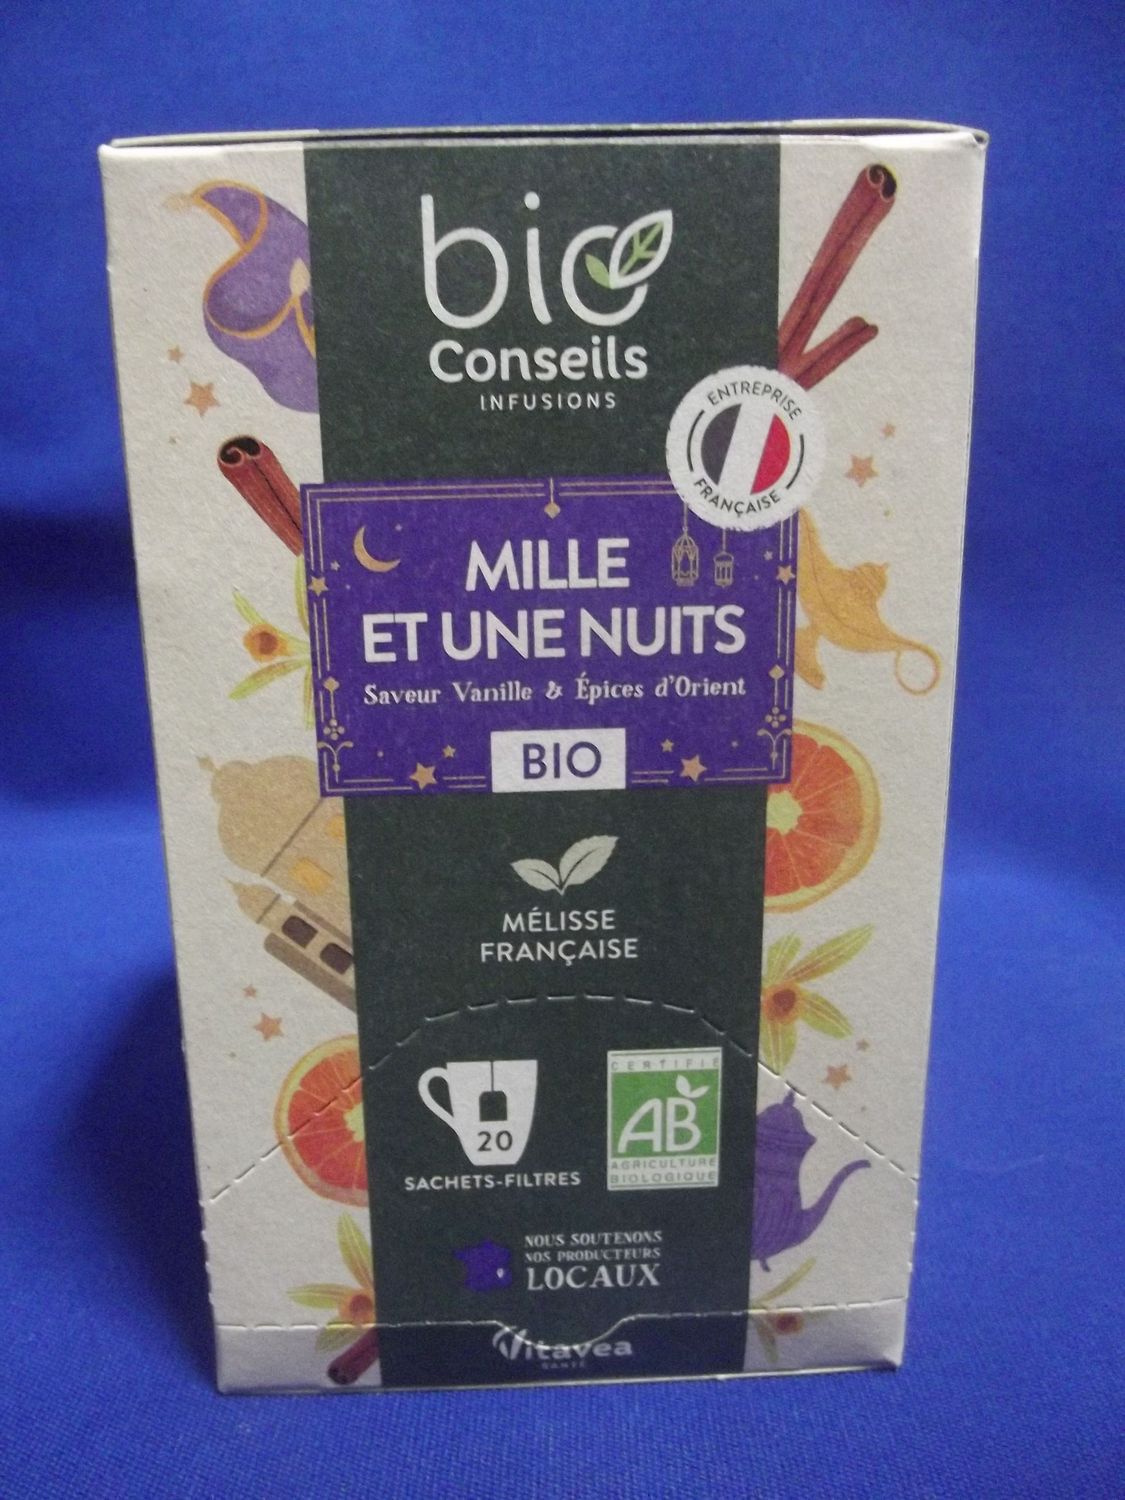 bio
Conseils
INFUSIONS
ENTREPRISE
FRANÇAISE
MILLE
ET UNE NUITS
Saveur Vanille & Épices d'Orient
BIO
MÉLISSE
FRANÇAISE
20
SACHETS-FILTRES
CERTIFIÉ
AB
AGRICULTURE
BIOLOGIQUE
NOUS SOUTENONS
NOS PRODUCTEURS
LOCAUX
Vitavea
SANTÉ